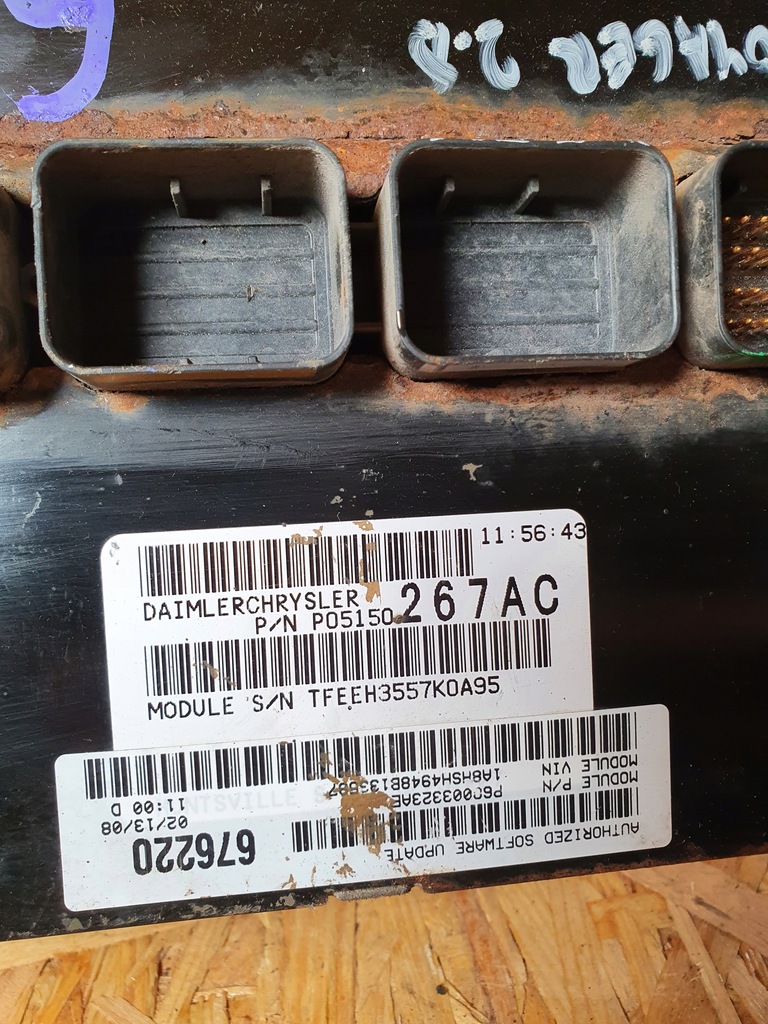 11:56:43
DAIMLERCHRYSLER
P/N P05150 267AC
MODULE S/N TFEEH3557K0A95
AUTHORIZED SOFTWARE UPDATE
676220
MODULE P/N
02/13/08
MODULE VIN
11:00 D